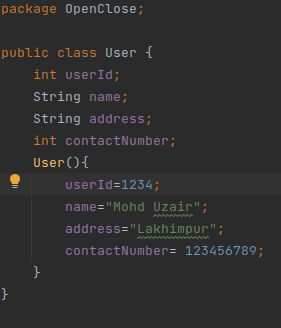 package OpenClose;
public class User {
int userId;
String name;
String address;
int contactNumber;
User(){
userId=1234;
name="Mohd Uzair";
address="Lakhimpur";
contactNumber= 123456789;
}
}